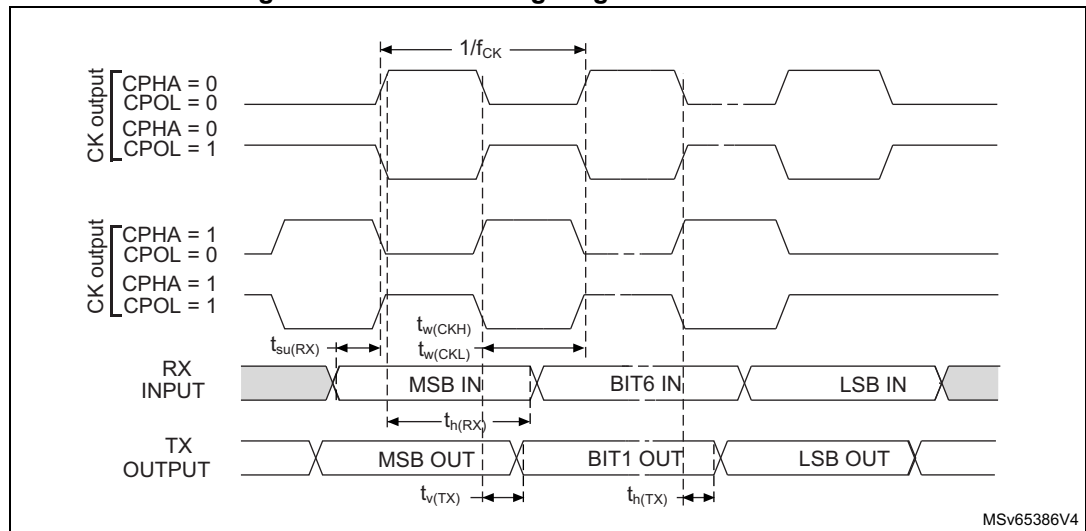 1/fCK
CK output
CPHA = 0
CPOL = 0
CPHA = 0
CPOL = 1
CK output
CPHA = 1
CPOL = 0
CPHA = 1
CPOL = 1
tw(CKH)
tsu(RX)
tw(CKL)
RX
INPUT
MSB IN
BIT6 IN
LSB IN
th(RX)
TX
OUTPUT
MSB OUT
BIT1 OUT
LSB OUT
tv(TX)
th(TX)
MSv65386V4